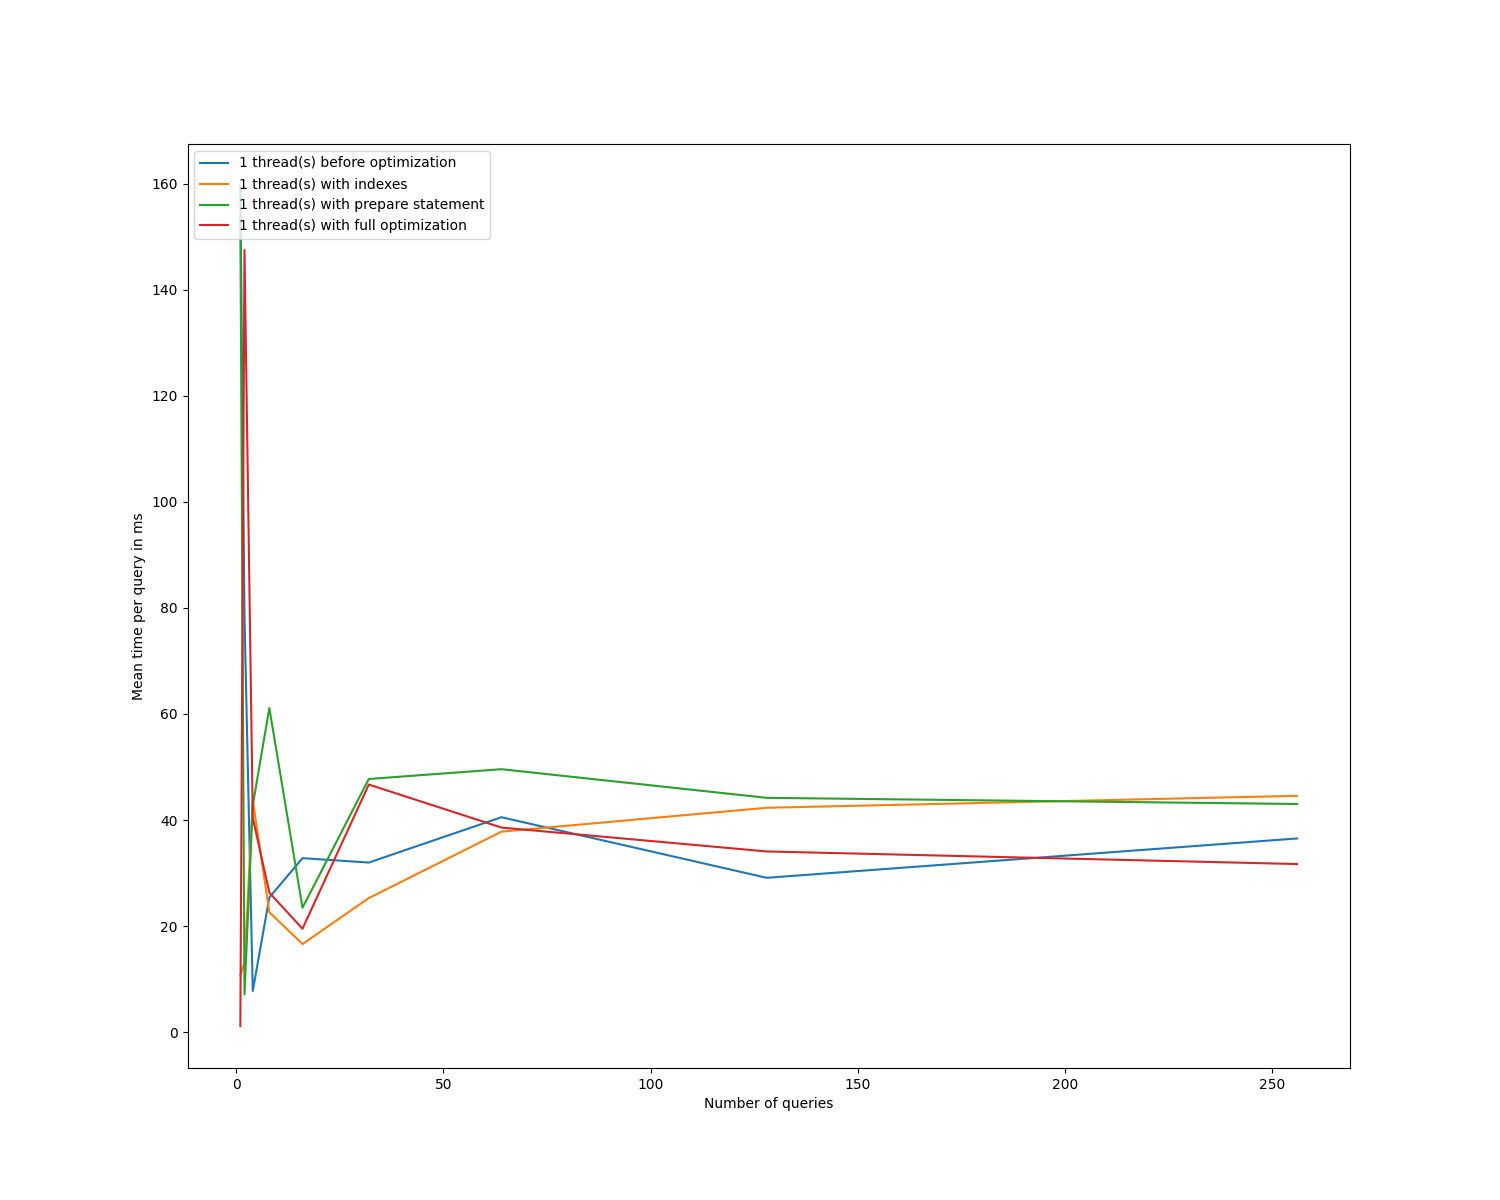 1 thread(s) before optimization
1 thread(s) with indexes
1 thread(s) with prepare statement
1 thread(s) with full optimization
160
140
120
100
80
60
40
20
0
Mean time per query in ms
0 50 100 150 200 250
Number of queries